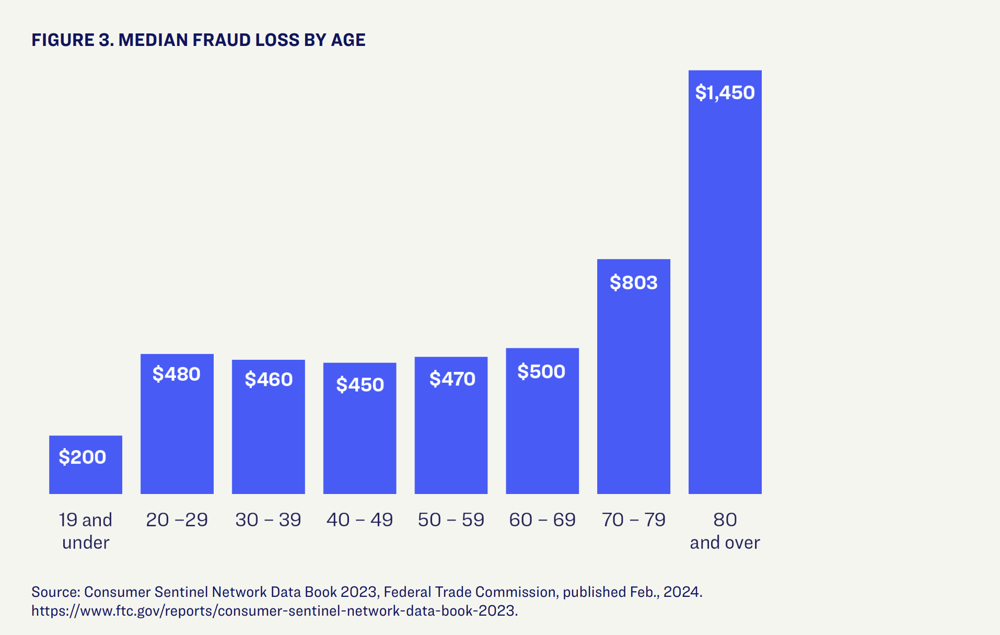 FIGURE 3. MEDIAN FRAUD LOSS BY AGE
$1,450
$803
$500
$480
$470
$460
$450
$200
19 and
under
20 –29
30 – 39
40 – 49
50 – 59
60 – 69
70 – 79
80
and over
Source: Consumer Sentinel Network Data Book 2023, Federal Trade Commission, published Feb., 2024.
https://www.ftc.gov/reports/consumer-sentinel-network-data-book-2023.